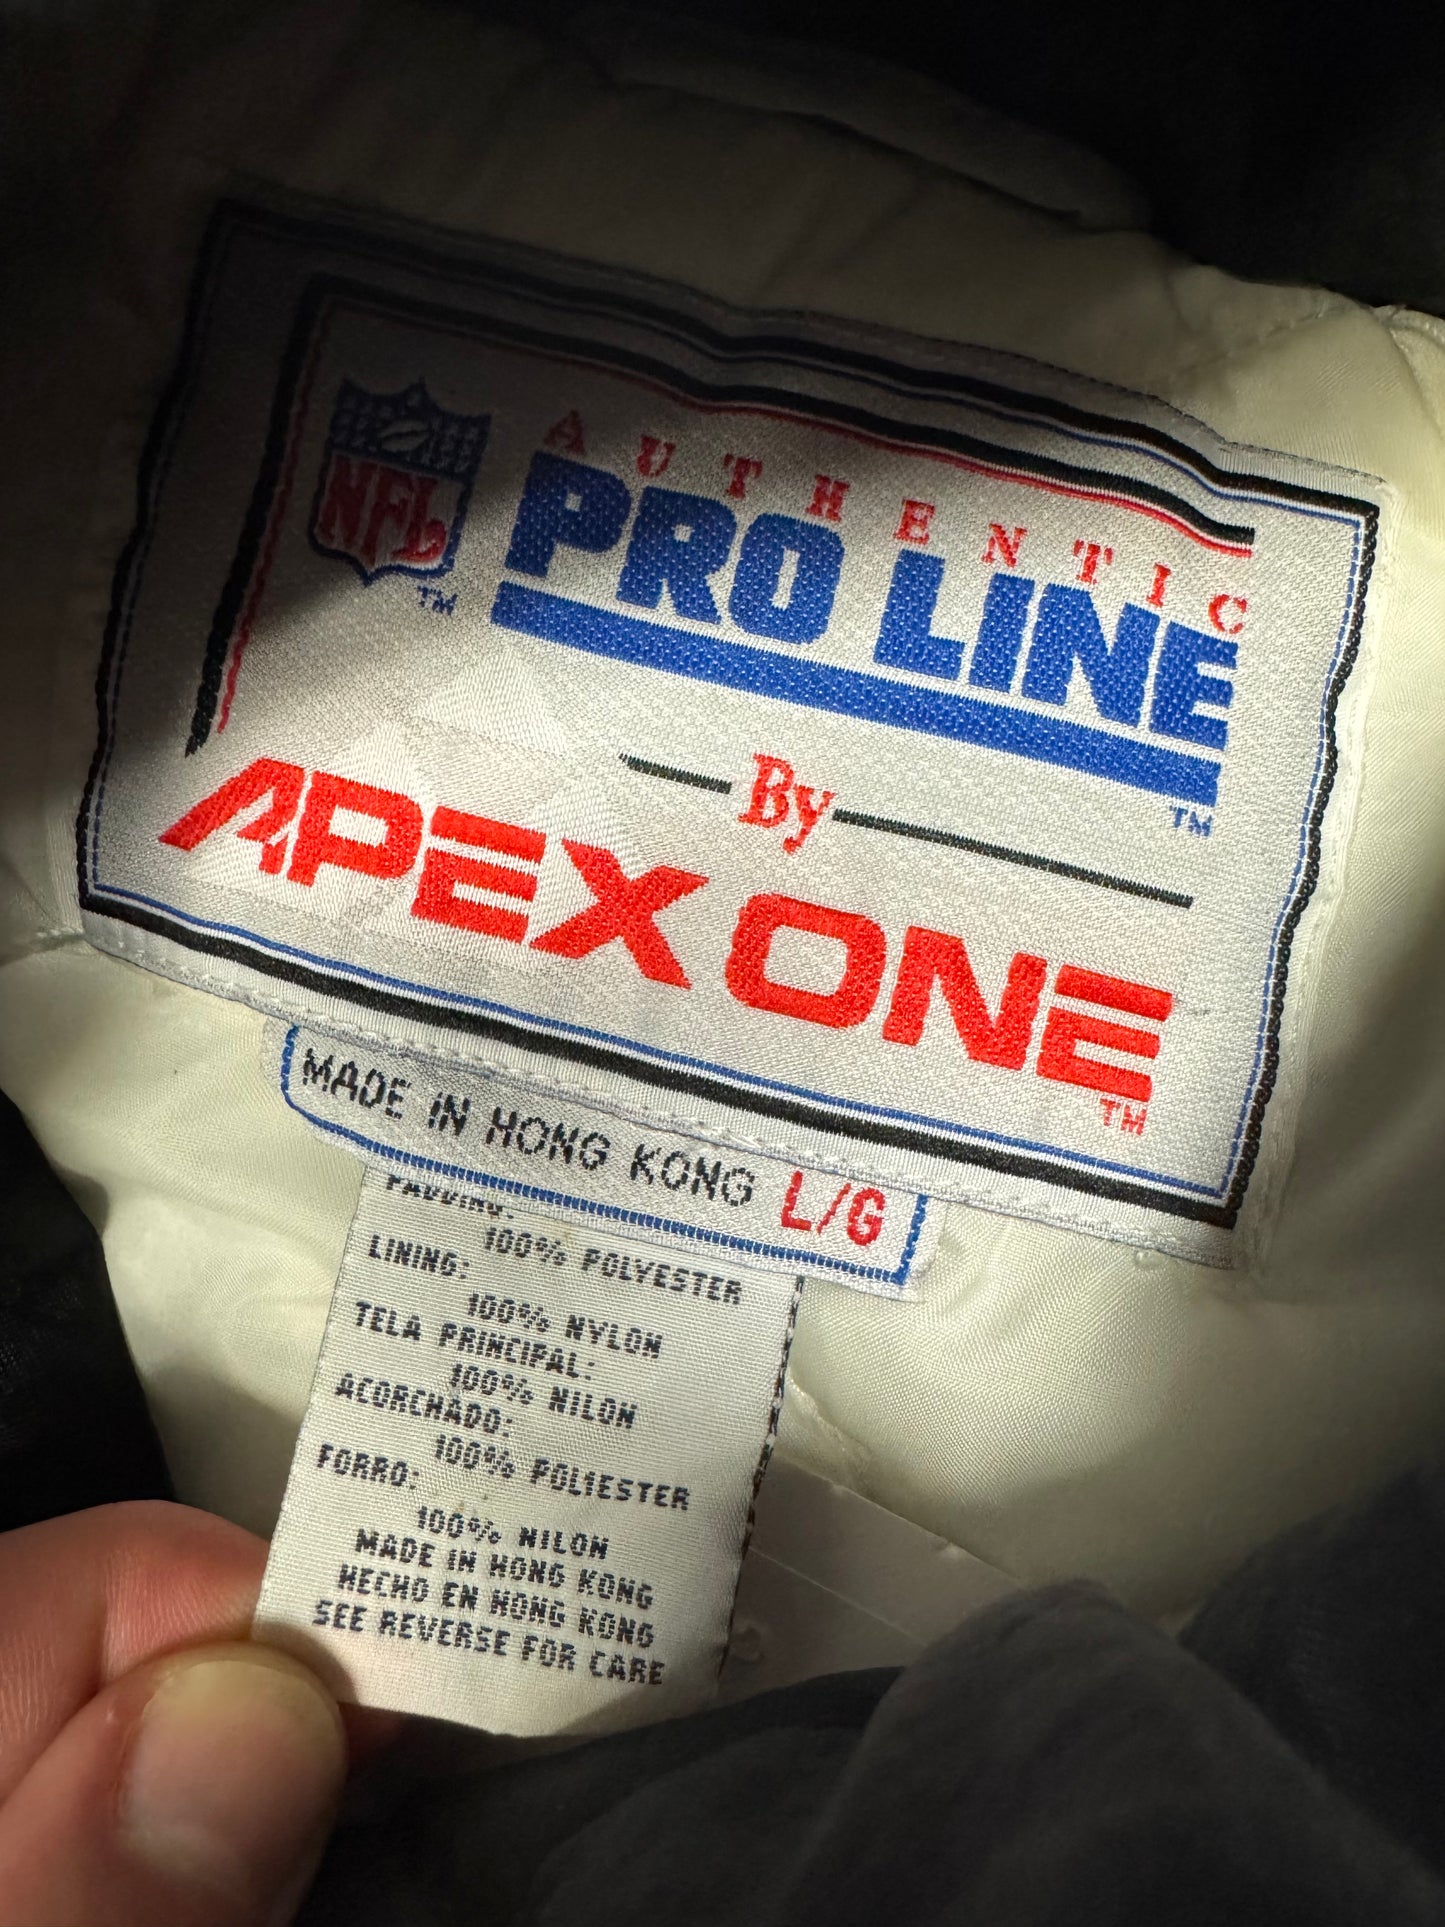 NFL
TM
AUTHENTIC
PRO LINE
TM
By
APEX ONE
TM
MADE IN HONG KONG L/G
PADDING:
100% POLYESTER
LINING:
100% NYLON
TELA PRINCIPAL:
100% NILON
ACORCHADO:
100% POLIESTER
FORRO:
100% NILON
MADE IN HONG KONG
HECHO EN HONG KONG
SEE REVERSE FOR CARE